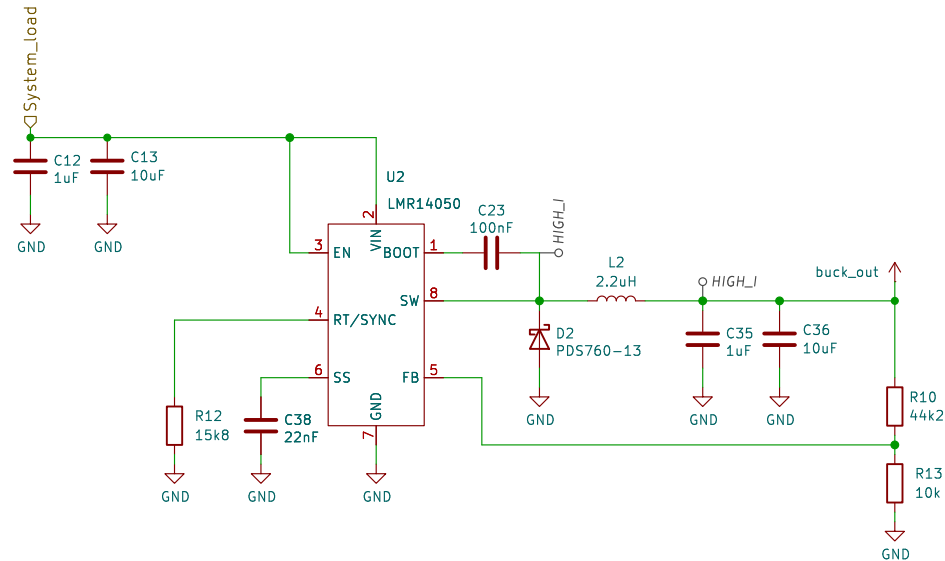 System_load
C12
1uF
GND
C13
10uF
GND
U2
LMR14050
2
VIN
3
EN
BOOT
1
C23
100nF
HIGH_I
SW
8
L2
2.2uH
HIGH_I
buck_out
4
RT/SYNC
D2
PDS760-13
GND
C35
1uF
GND
C36
10uF
GND
6
SS
FB
5
GND
7
GND
R12
15k8
GND
C38
22nF
GND
R10
44k2
R13
10k
GND